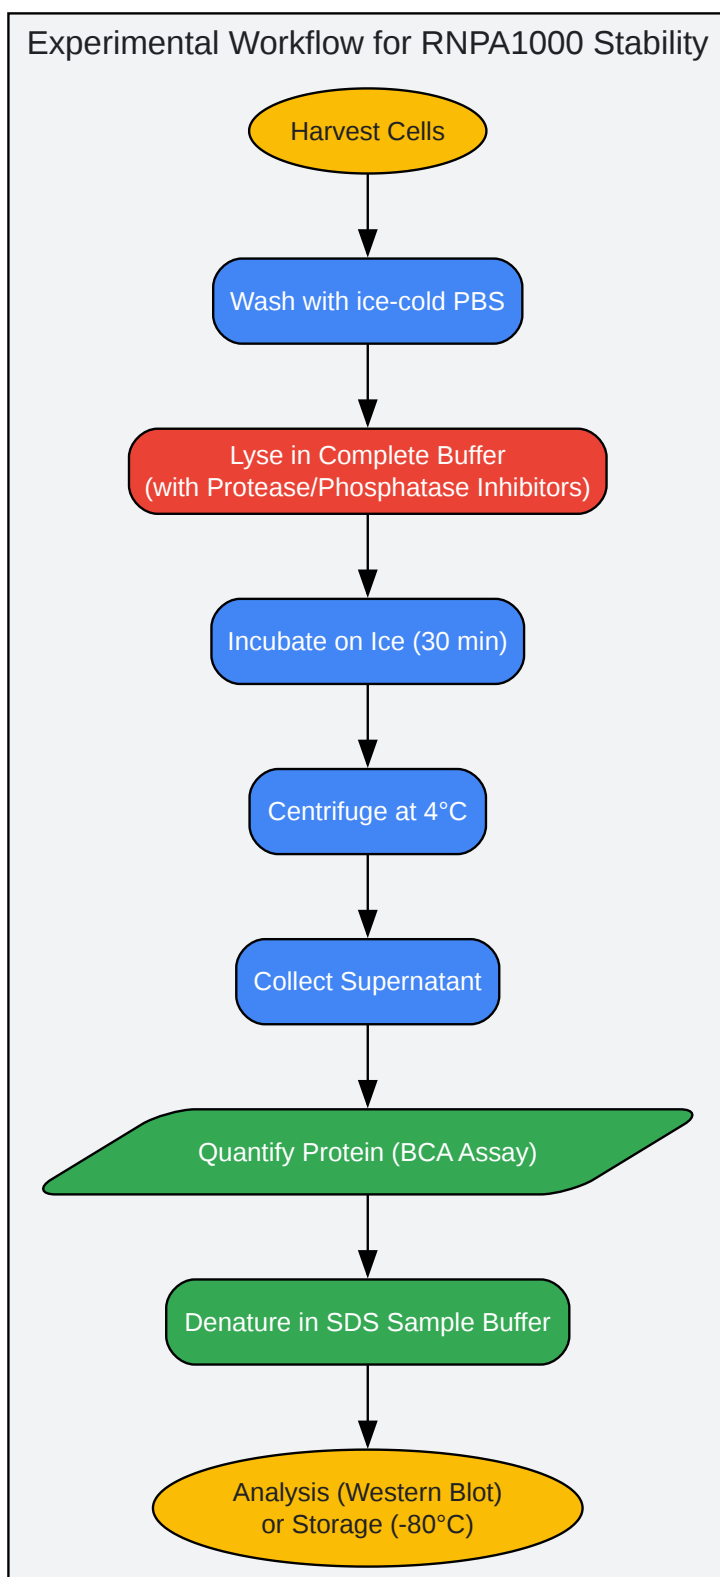 Experimental Workflow for RNPA1000 Stability
Harvest Cells
Wash with ice-cold PBS
Lyse in Complete Buffer
(with Protease/Phosphatase Inhibitors)
Incubate on Ice (30 min)
Centrifuge at 4°C
Collect Supernatant
Quantify Protein (BCA Assay)
Denature in SDS Sample Buffer
Analysis (Western Blot)
or Storage (-80°C)